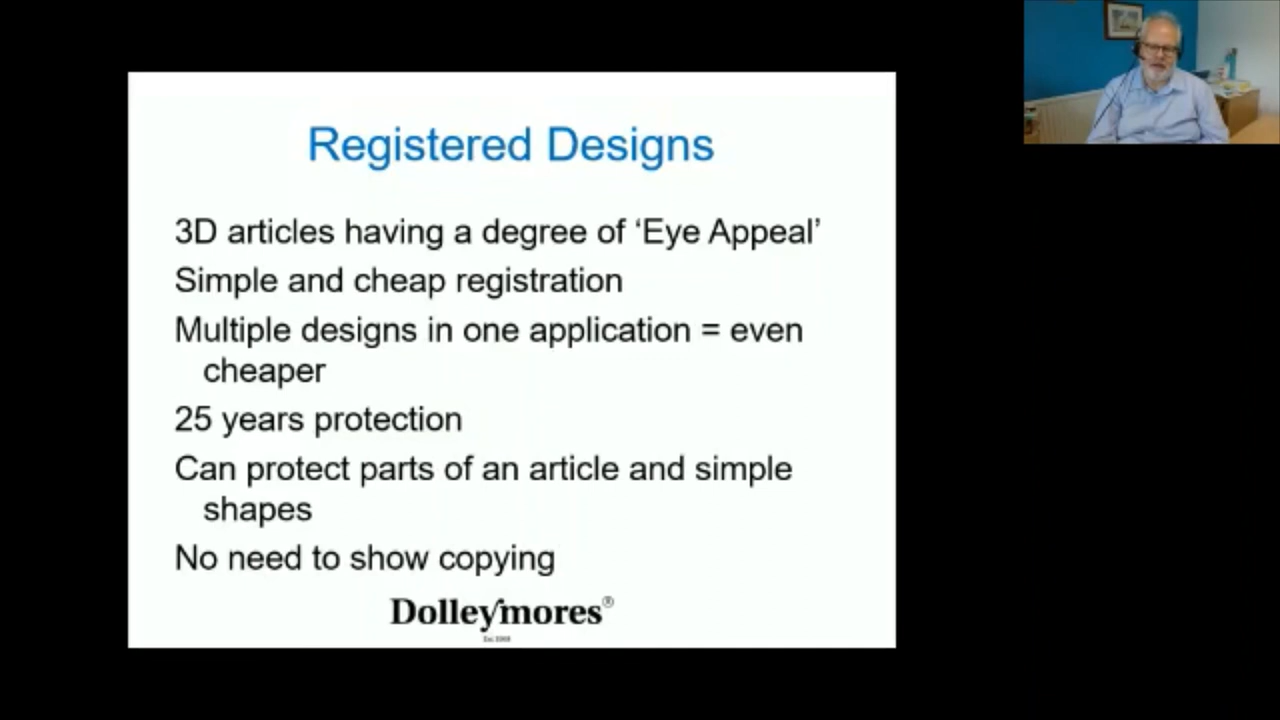 Registered Designs
3D articles having a degree of ‘Eye Appeal’
Simple and cheap registration
Multiple designs in one application = even
cheaper
25 years protection
Can protect parts of an article and simple
shapes
No need to show copying
Dolleymores®